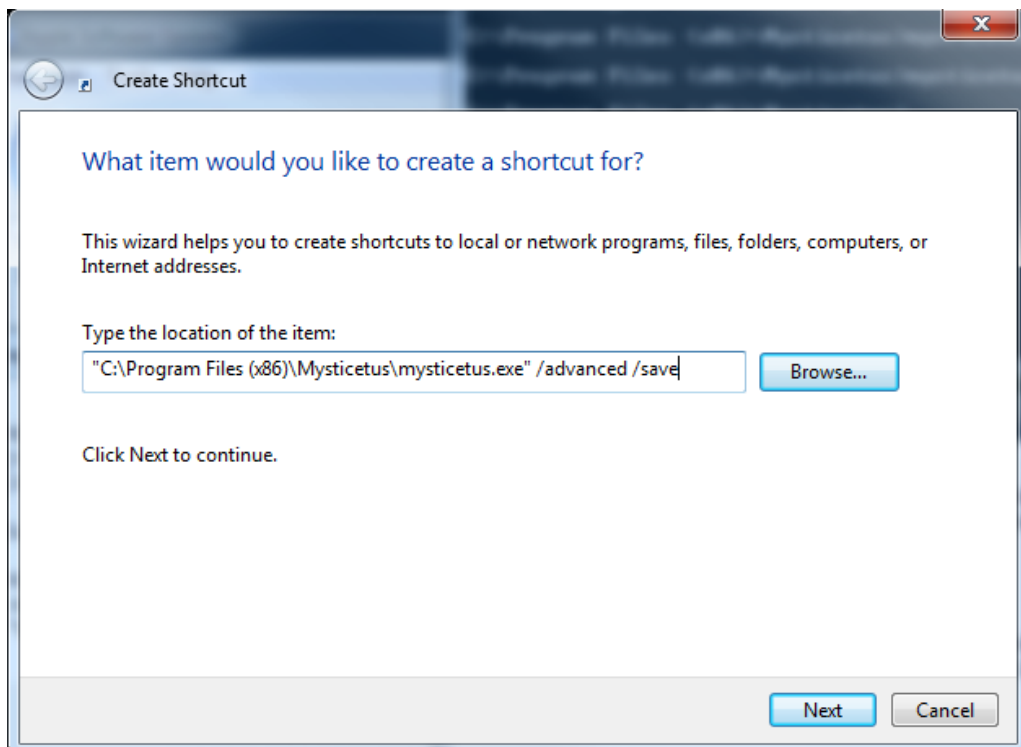 Create Shortcut
What item would you like to create a shortcut for?
This wizard helps you to create shortcuts to local or network programs, files, folders, computers, or
Internet addresses.
Type the location of the item:
"C:\Program Files (x86)\Mysticetus\mysticetus.exe" /advanced /save
Browse...
Click Next to continue.
Next
Cancel